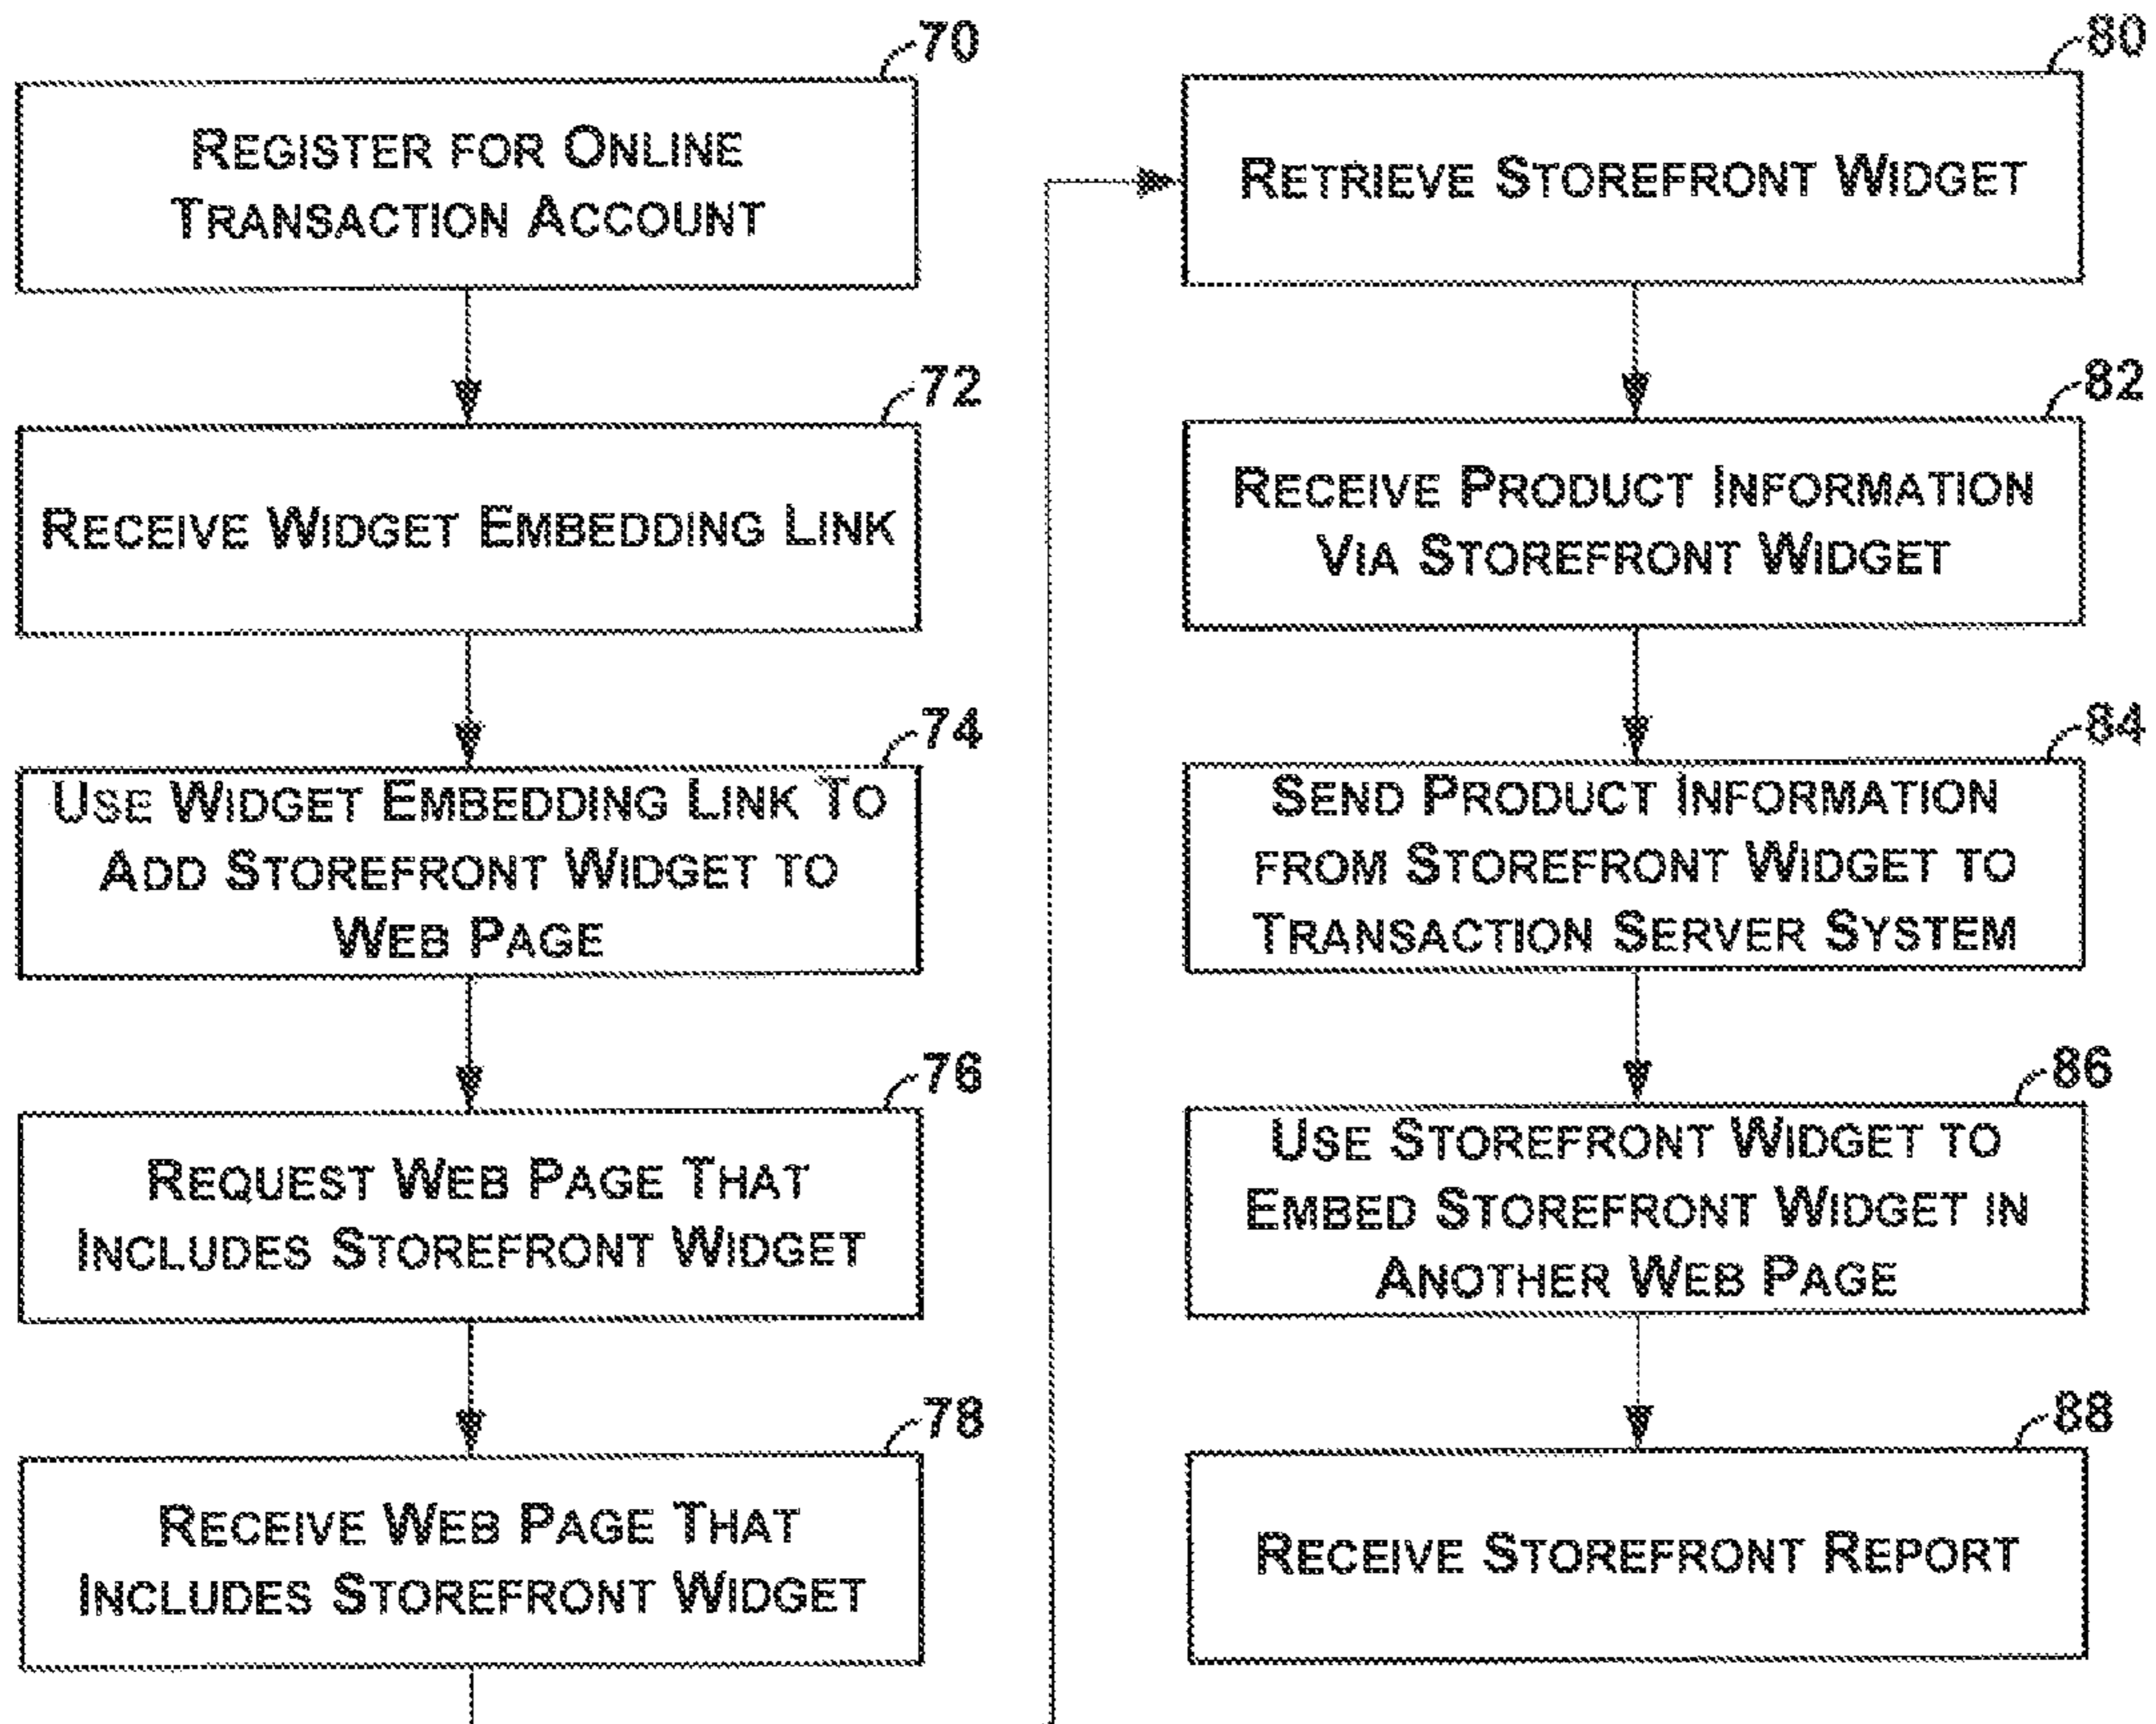 70
REGISTER FOR ONLINE
TRANSACTION ACCOUNT
72
RECEIVE WIDGET EMBEDDING LINK
74
USE WIDGET EMBEDDING LINK TO
ADD STOREFRONT WIDGET TO
WEB PAGE
76
REQUEST WEB PAGE THAT
INCLUDES STOREFRONT WIDGET
78
RECEIVE WEB PAGE THAT
INCLUDES STOREFRONT WIDGET
80
RETRIEVE STOREFRONT WIDGET
82
RECEIVE PRODUCT INFORMATION
VIA STOREFRONT WIDGET
84
SEND PRODUCT INFORMATION
FROM STOREFRONT WIDGET TO
TRANSACTION SERVER SYSTEM
86
USE STOREFRONT WIDGET TO
EMBED STOREFRONT WIDGET IN
ANOTHER WEB PAGE
88
RECEIVE STOREFRONT REPORT